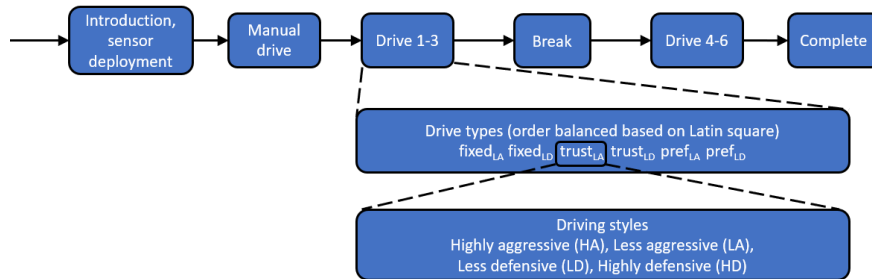 Introduction,
sensor
deployment
Manual
drive
Drive 1-3
Break
Drive 4-6
Complete
Drive types (order balanced based on Latin square)
fixedLA fixedLD trustLA trustLD prefLA prefLD
Driving styles
Highly aggressive (HA), Less aggressive (LA),
Less defensive (LD), Highly defensive (HD)